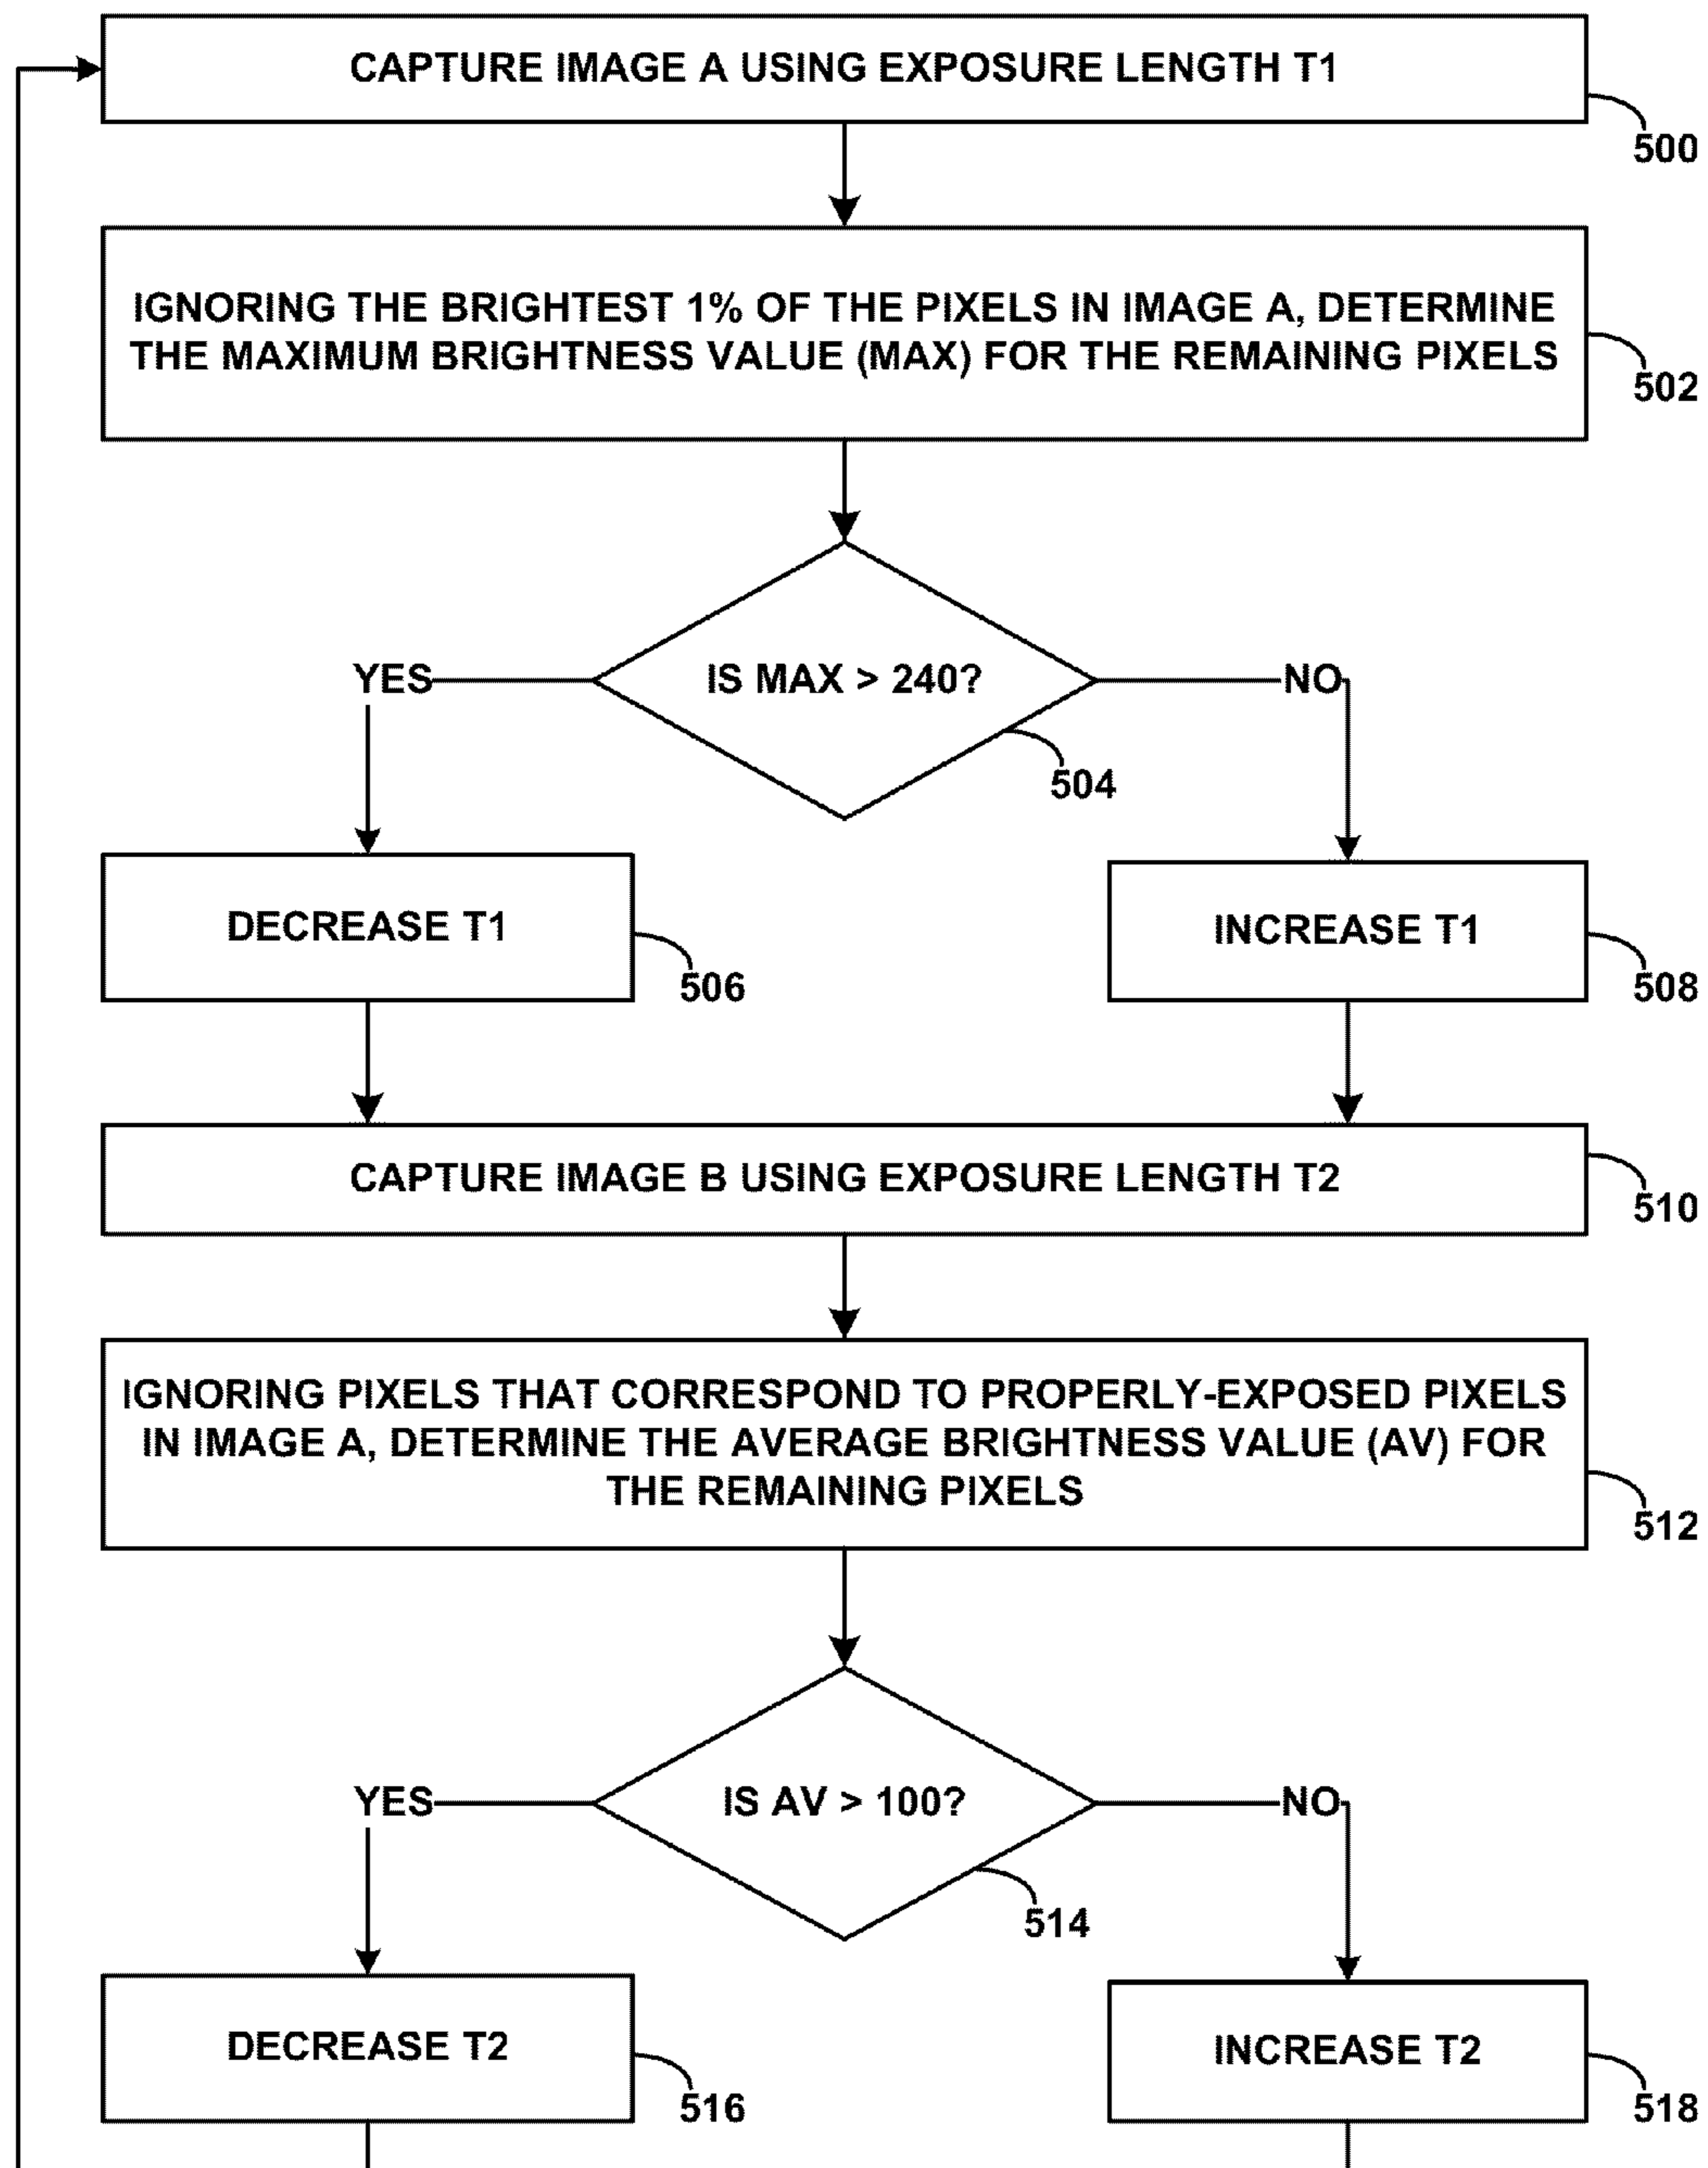 CAPTURE IMAGE A USING EXPOSURE LENGTH T1
500
IGNORING THE BRIGHTEST 1% OF THE PIXELS IN IMAGE A, DETERMINE
THE MAXIMUM BRIGHTNESS VALUE (MAX) FOR THE REMAINING PIXELS
502
YES
IS MAX > 240?
NO
504
DECREASE T1
506
INCREASE T1
508
CAPTURE IMAGE B USING EXPOSURE LENGTH T2
510
IGNORING PIXELS THAT CORRESPOND TO PROPERLY-EXPOSED PIXELS
IN IMAGE A, DETERMINE THE AVERAGE BRIGHTNESS VALUE (AV) FOR
THE REMAINING PIXELS
512
YES
IS AV > 100?
NO
514
DECREASE T2
516
INCREASE T2
518